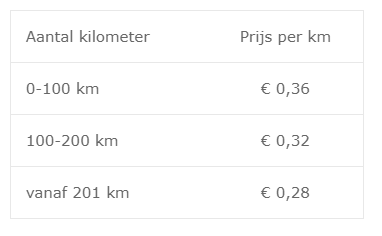 Aantal kilometer Prijs per km
0-100 km € 0,36
100-200 km € 0,32
vanaf 201 km € 0,28